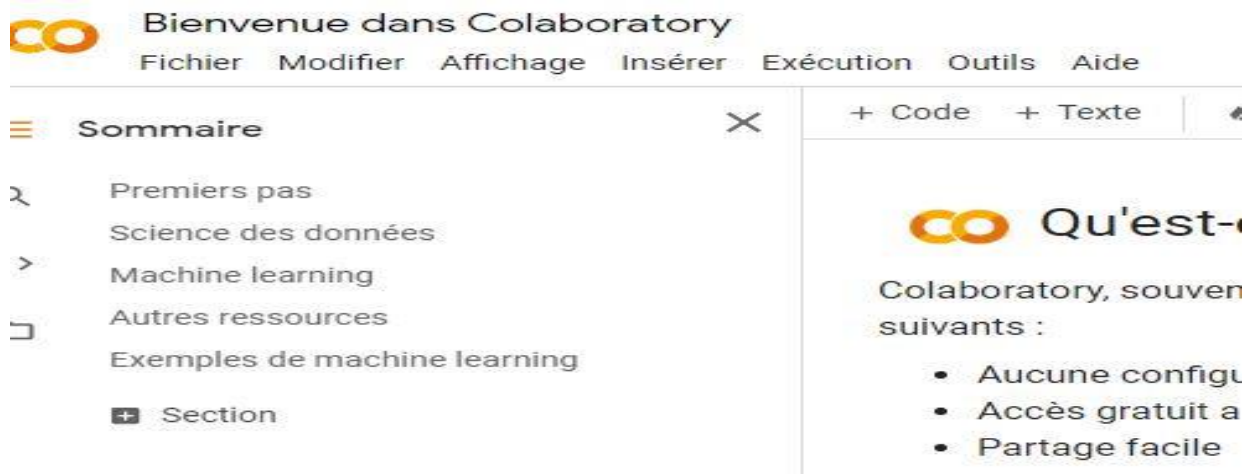 Bienvenue dans Colaboratory
Fichier Modifier Affichage Insérer Exécution Outils Aide
Sommaire
Premiers pas
Science des données
Machine learning
Autres ressources
Exemples de machine learning
Section
+ Code + Texte
Qu'est-
Colaboratory, souven
suivants :
• Aucune configu
• Accès gratuit a
• Partage facile